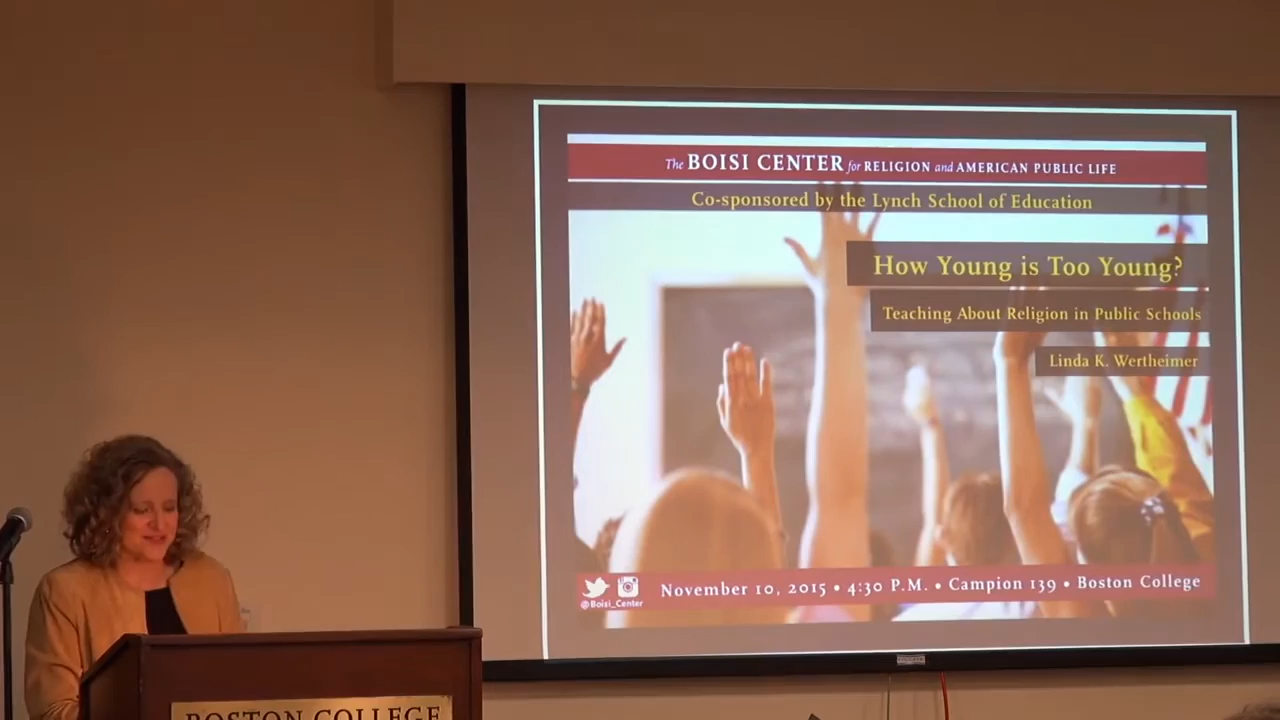 The BOISI CENTER for RELIGION and AMERICAN PUBLIC LIFE
Co-sponsored by the Lynch School of Education
How Young is Too Young?
Teaching About Religion in Public Schools
Linda K. Wertheimer
@Boisi_Center
November 10, 2015 • 4:30 P.M. • Campion 139 • Boston College
BOSTON COLLEGE